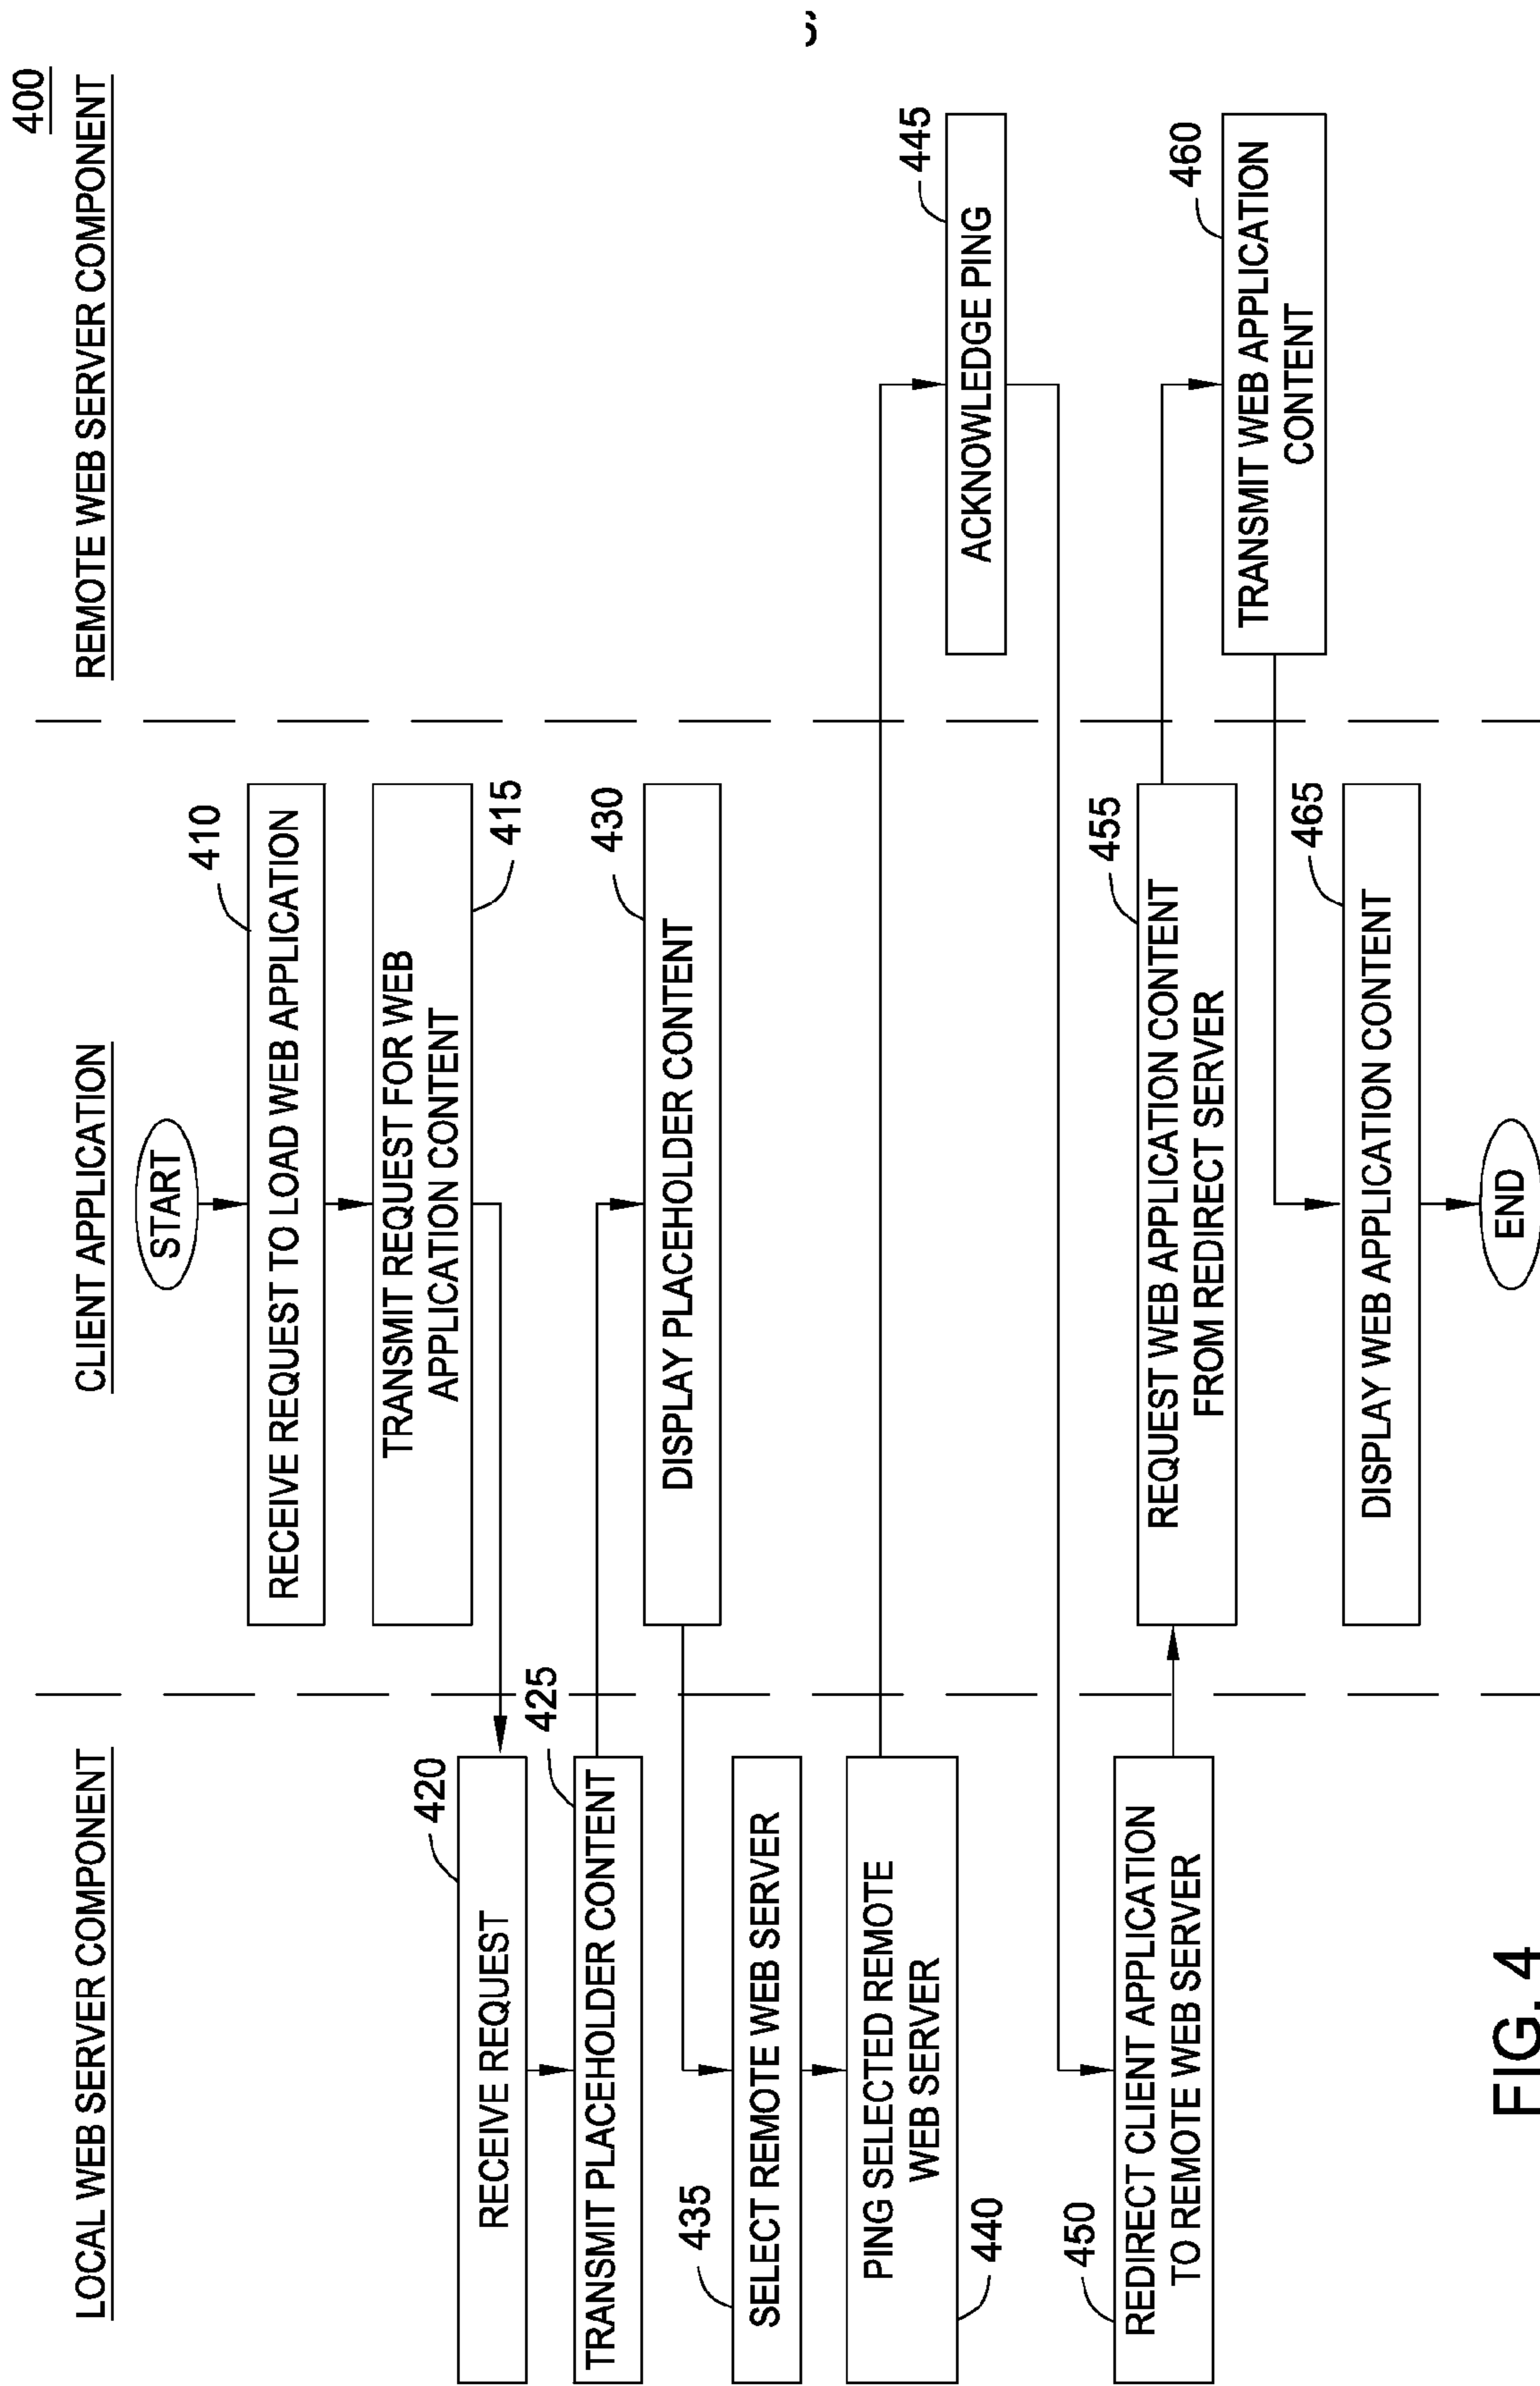 400
LOCAL WEB SERVER COMPONENT
CLIENT APPLICATION
REMOTE WEB SERVER COMPONENT
START
410
RECEIVE REQUEST TO LOAD WEB APPLICATION
TRANSMIT REQUEST FOR WEB
APPLICATION CONTENT
415
420
RECEIVE REQUEST
425
TRANSMIT PLACEHOLDER CONTENT
430
DISPLAY PLACEHOLDER CONTENT
435
SELECT REMOTE WEB SERVER
PING SELECTED REMOTE
WEB SERVER
440
445
ACKNOWLEDGE PING
450
REDIRECT CLIENT APPLICATION
TO REMOTE WEB SERVER
455
REQUEST WEB APPLICATION CONTENT
FROM REDIRECT SERVER
460
TRANSMIT WEB APPLICATION
CONTENT
465
DISPLAY WEB APPLICATION CONTENT
END
FIG. 4